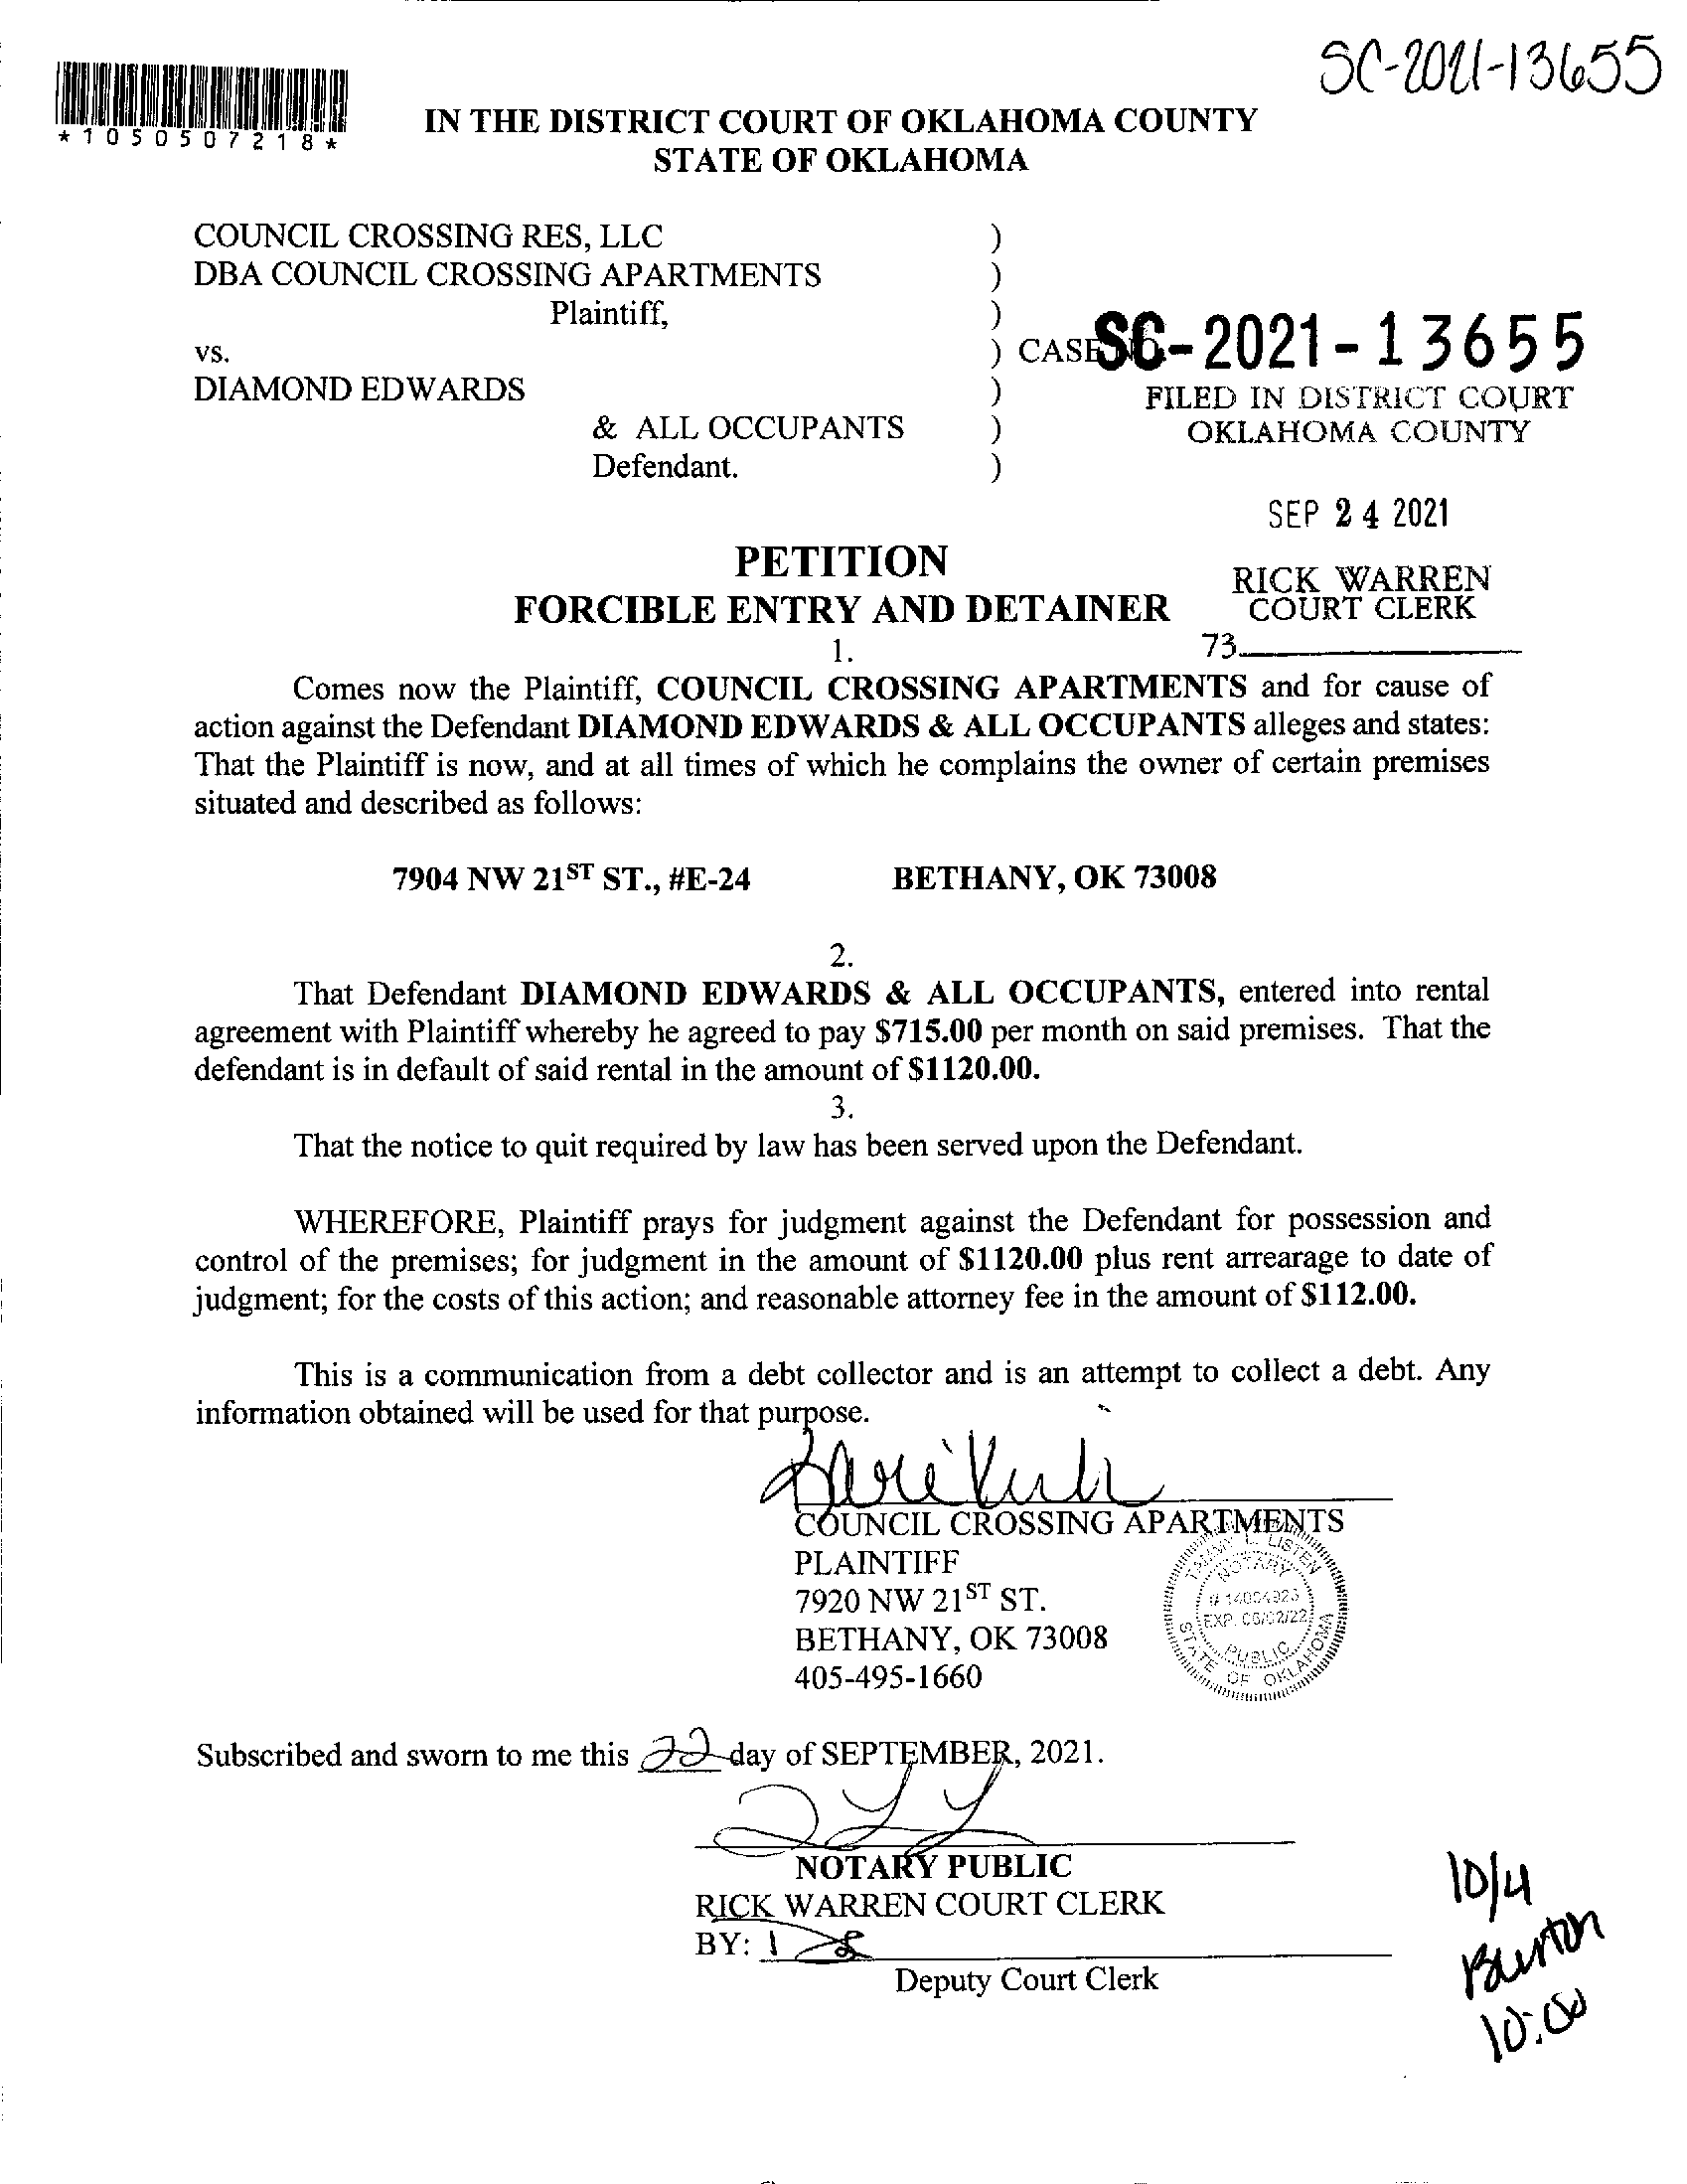 SC-2021-13655
*1050507218*
IN THE DISTRICT COURT OF OKLAHOMA COUNTY
STATE OF OKLAHOMA
COUNCIL CROSSING RES, LLC )
DBA COUNCIL CROSSING APARTMENTS )
Plaintiff, )
vs. ) CASE NO. SC-2021-13655
DIAMOND EDWARDS )
& ALL OCCUPANTS )
Defendant. )
FILED IN DISTRICT COURT
OKLAHOMA COUNTY
SEP 24 2021
RICK WARREN
COURT CLERK
73
PETITION
FORCIBLE ENTRY AND DETAINER
1.
Comes now the Plaintiff, COUNCIL CROSSING APARTMENTS and for cause of
action against the Defendant DIAMOND EDWARDS & ALL OCCUPANTS alleges and states:
That the Plaintiff is now, and at all times of which he complains the owner of certain premises
situated and described as follows:
7904 NW 21ST ST., #E-24 BETHANY, OK 73008
2.
That Defendant DIAMOND EDWARDS & ALL OCCUPANTS, entered into rental
agreement with Plaintiff whereby he agreed to pay $715.00 per month on said premises. That the
defendant is in default of said rental in the amount of $1120.00.
3.
That the notice to quit required by law has been served upon the Defendant.
WHEREFORE, Plaintiff prays for judgment against the Defendant for possession and
control of the premises; for judgment in the amount of $1120.00 plus rent arrearage to date of
judgment; for the costs of this action; and reasonable attorney fee in the amount of $112.00.
This is a communication from a debt collector and is an attempt to collect a debt. Any
information obtained will be used for that purpose.
COUNCIL CROSSING APARTMENTS
PLAINTIFF
7920 NW 21ST ST.
BETHANY, OK 73008
405-495-1660
NOTARY
PUBLIC
STATE OF OKLAHOMA
Subscribed and sworn to me this 22 day of SEPTEMBER, 2021.
NOTARY PUBLIC
RICK WARREN COURT CLERK
BY:
Deputy Court Clerk
10/4
Burton
10:00